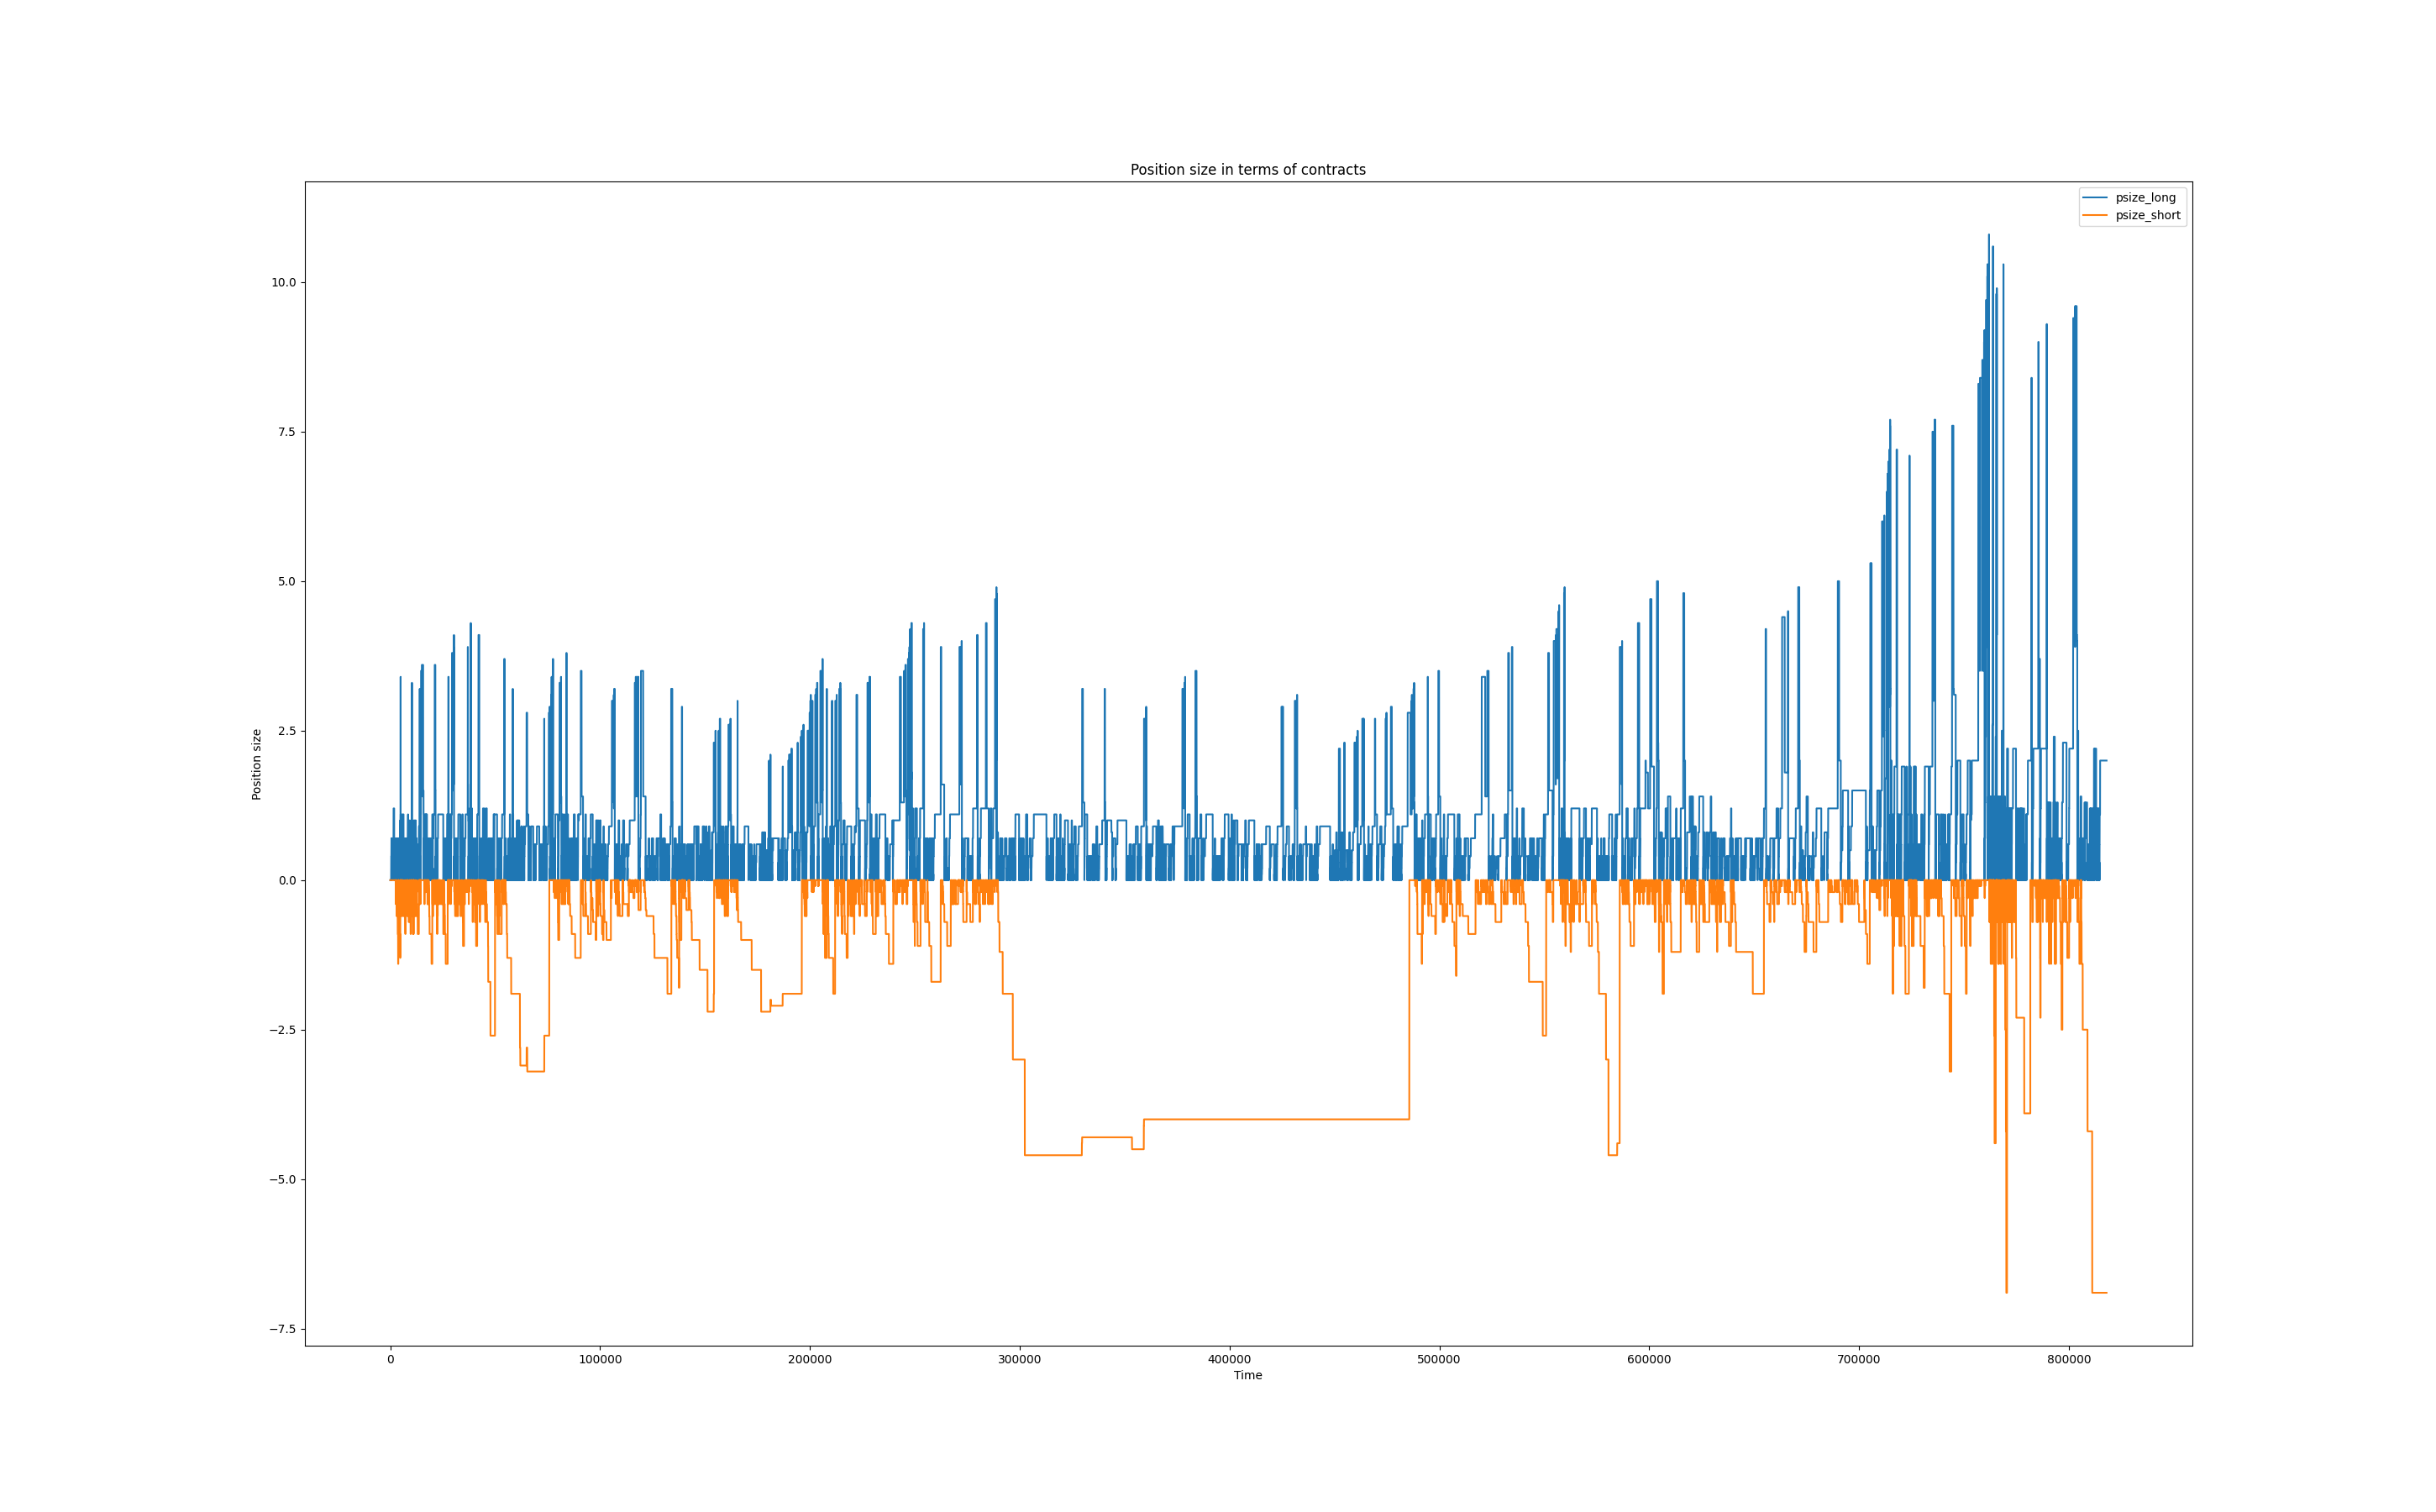 Position size in terms of contracts
psize_long
psize_short
10.0
7.5
5.0
2.5
0.0
−2.5
−5.0
−7.5
Position size
0 100000 200000 300000 400000 500000 600000 700000 800000
Time